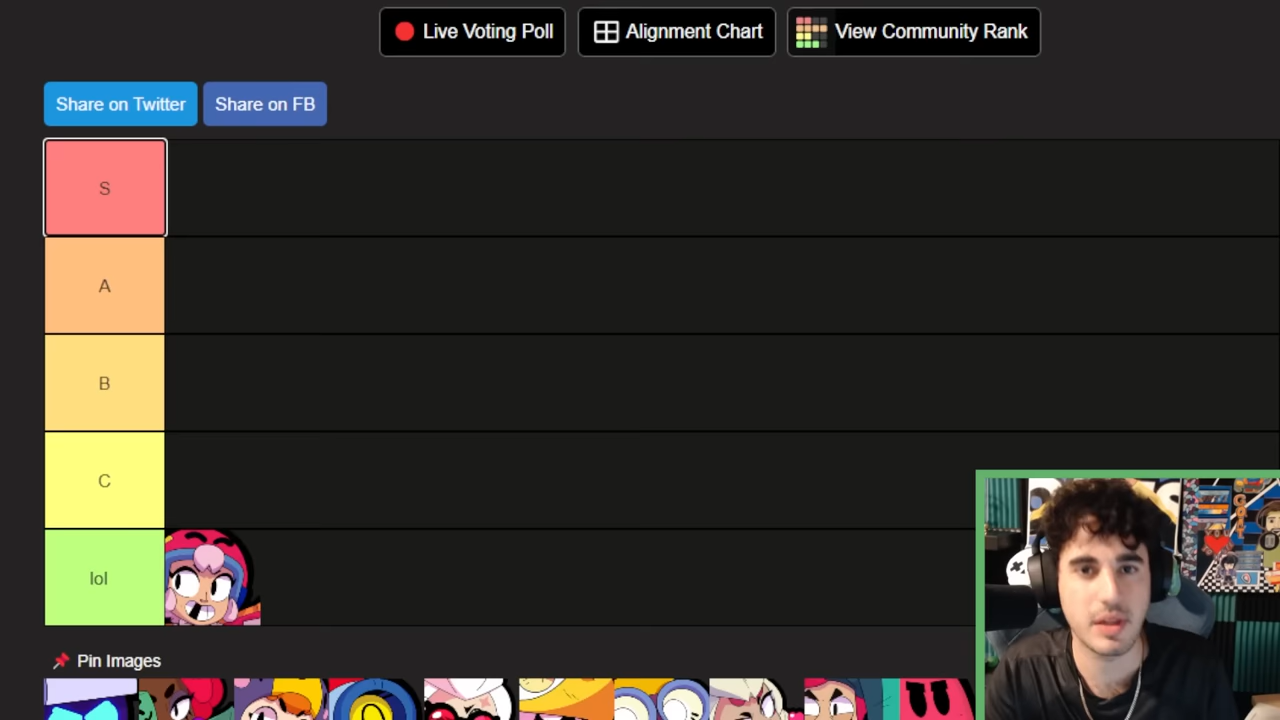 Live Voting Poll
Alignment Chart
View Community Rank
Share on Twitter
Share on FB
S
A
B
C
lol
Pin Images